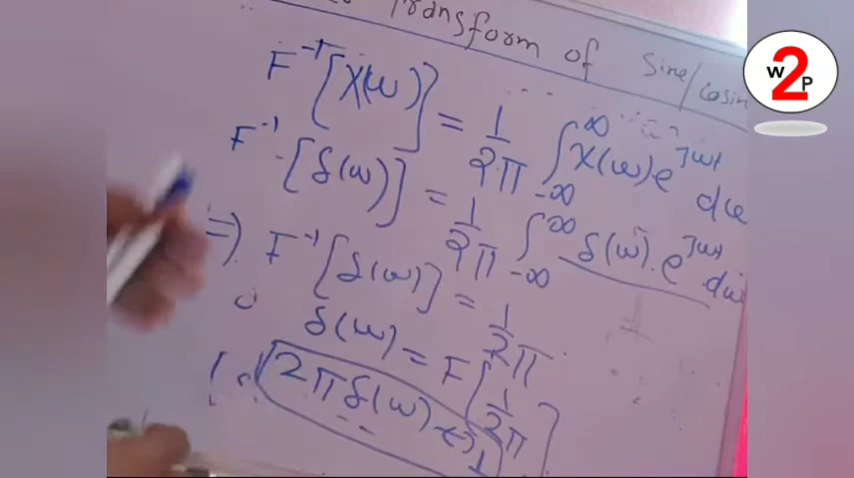 Transform of Sine/Cosin
F⁻¹[X(ω)] = 1/2π ∫_{-∞}^{∞} X(ω)e^{jωt} dω
F⁻¹[δ(ω)] = 1/2π ∫_{-∞}^{∞} δ(ω).e^{jωt}.dω
⇒ F⁻¹[δ(ω)] = 1/2π
δ(ω) = F[1/2π]
2πδ(ω) ↔ 1
W2P